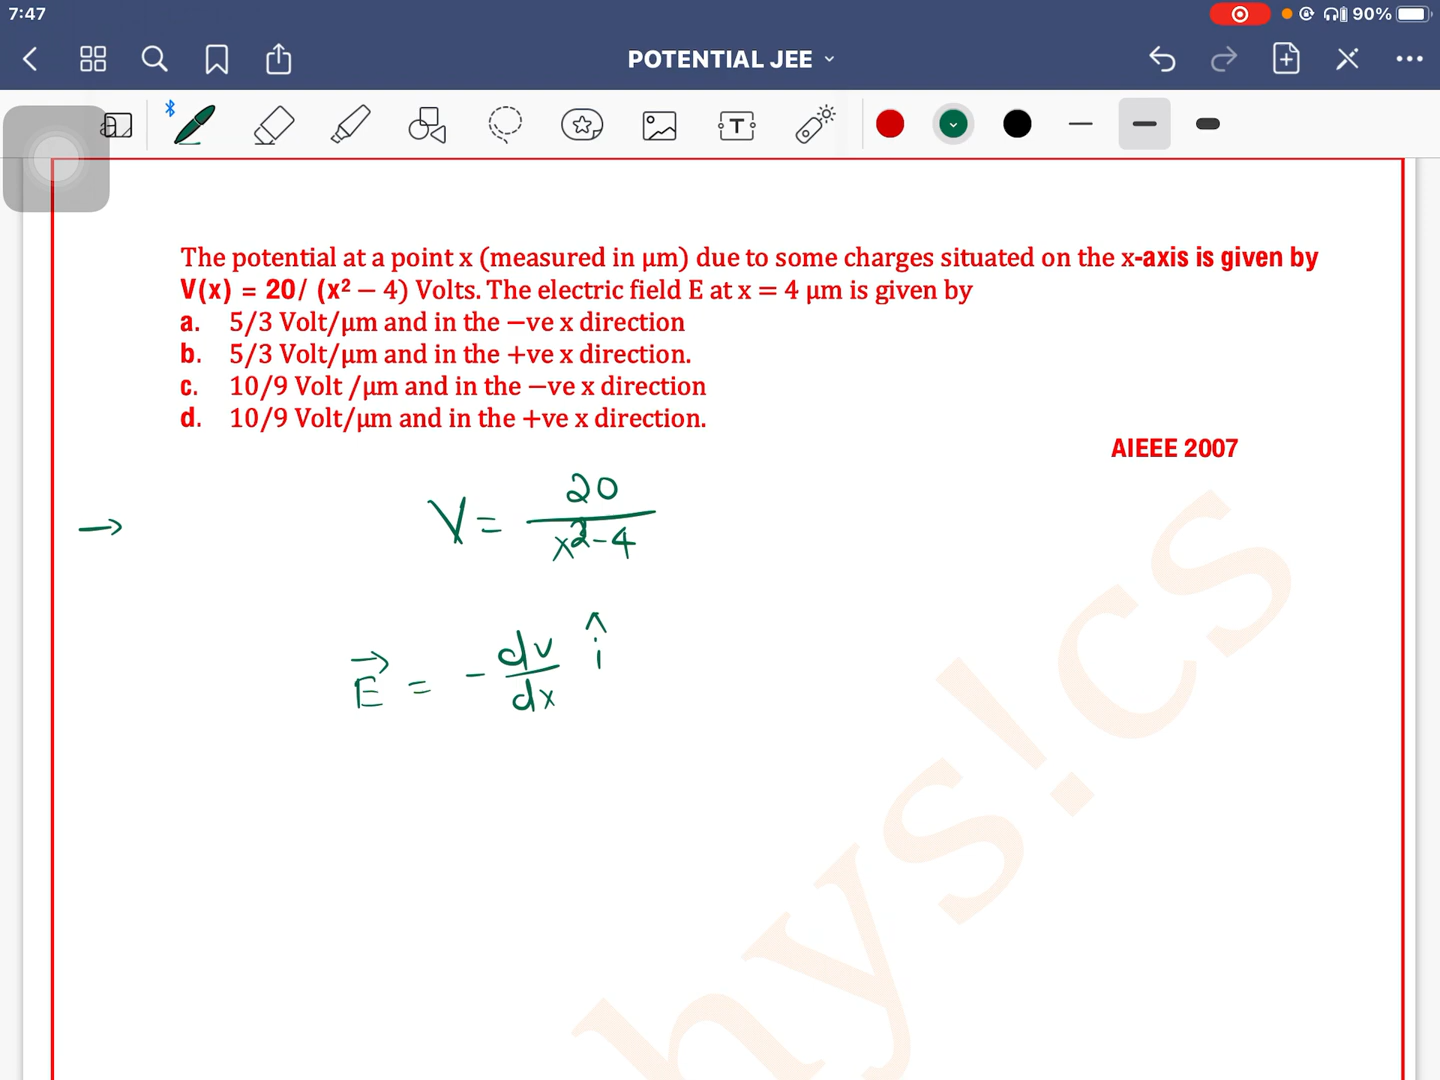 7:47
90%
POTENTIAL JEE
The potential at a point x (measured in μm) due to some charges situated on the x-axis is given by
V(x) = 20/ (x² – 4) Volts. The electric field E at x = 4 μm is given by
a. 5/3 Volt/μm and in the –ve x direction
b. 5/3 Volt/μm and in the +ve x direction.
c. 10/9 Volt /μm and in the –ve x direction
d. 10/9 Volt/μm and in the +ve x direction.
AIEEE 2007
→ V = 20 / x²-4
E⃗ = - dv/dx î
hys!cs